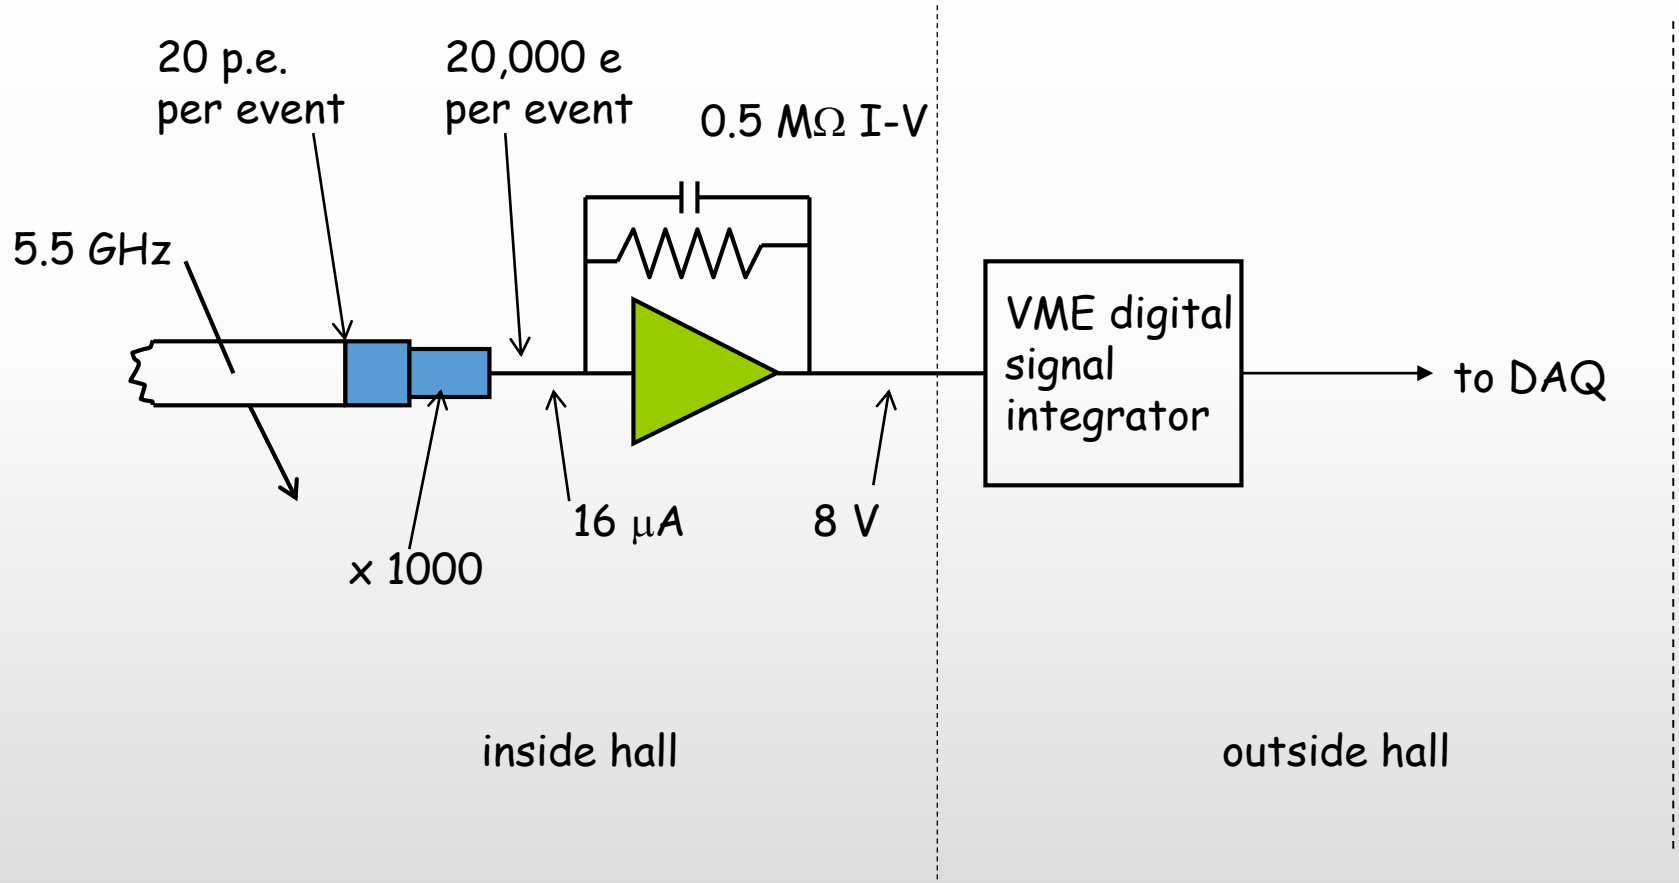 20 p.e.
per event
20,000 e
per event
0.5 MΩ I-V
5.5 GHz
VME digital
signal
integrator
to DAQ
16 μA
8 V
x 1000
inside hall
outside hall